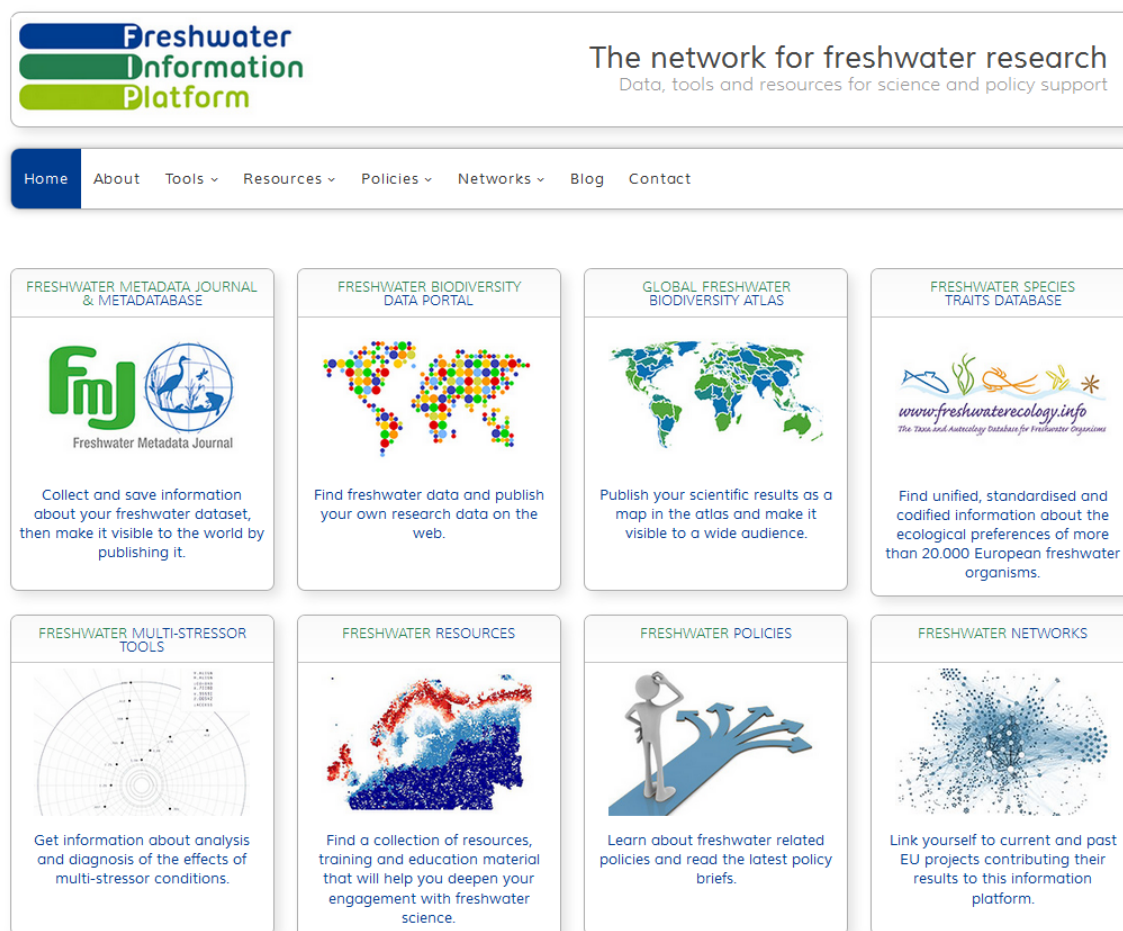 Freshwater
Information
Platform
The network for freshwater research
Data, tools and resources for science and policy support
Home About Tools Resources Policies Networks Blog Contact
FRESHWATER METADATA JOURNAL
& METADATABASE
Freshwater Metadata Journal
Collect and save information
about your freshwater dataset,
then make it visible to the world by
publishing it.
FRESHWATER BIODIVERSITY
DATA PORTAL
Find freshwater data and publish
your own research data on the
web.
GLOBAL FRESHWATER
BIODIVERSITY ATLAS
Publish your scientific results as a
map in the atlas and make it
visible to a wide audience.
FRESHWATER SPECIES
TRAITS DATABASE
www.freshwaterecology.info
The Taxa and Autecology Database for Freshwater Organisms
Find unified, standardised and
codified information about the
ecological preferences of more
than 20.000 European freshwater
organisms.
FRESHWATER MULTI-STRESSOR
TOOLS
Get information about analysis
and diagnosis of the effects of
multi-stressor conditions.
FRESHWATER RESOURCES
Find a collection of resources,
training and education material
that will help you deepen your
engagement with freshwater
science.
FRESHWATER POLICIES
Learn about freshwater related
policies and read the latest policy
briefs.
FRESHWATER NETWORKS
Link yourself to current and past
EU projects contributing their
results to this information
platform.